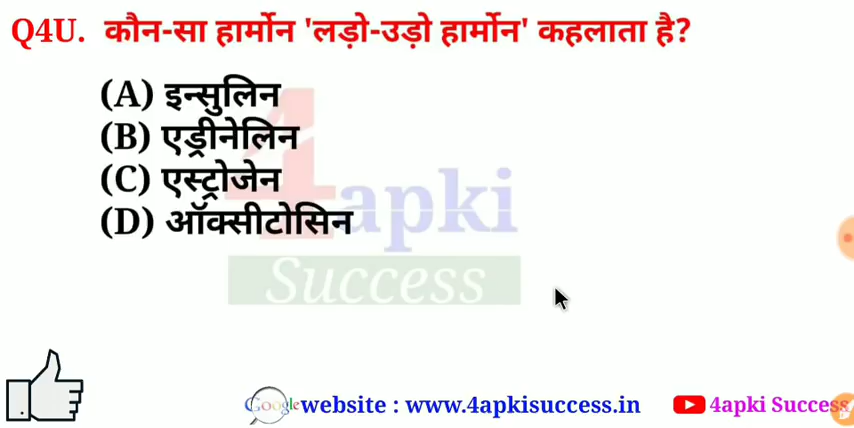 Q4U. कौन-सा हार्मोन 'लड़ो-उड़ो हार्मोन' कहलाता है?
(A) इन्सुलिन
(B) एड्रीनेलिन
(C) एस्ट्रोजेन
(D) ऑक्सीटोसिन
4apki
Success
Google website : www.4apkisuccess.in 4apki Success